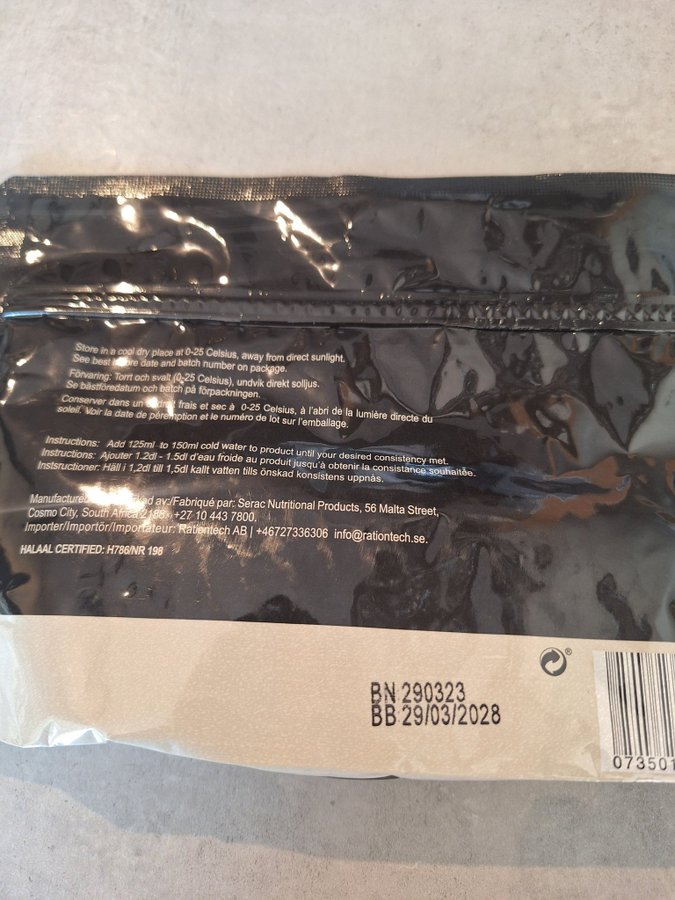 Store in a cool dry place at 0-25 Celsius, away from direct sunlight.
See best before date and batch number on package.
Förvaring: Torrt och svalt (0-25 Celsius), undvik direkt solljus.
Se bästföredatum och batch på förpackningen.
Conserver dans un frais et sec à 0-25 Celsius, à l'abri de la lumière directe du
soleil. Voir la date de péremption et le numéro de lot sur l'emballage.
Instructions: Add 125ml to 150ml cold water to product until your desired consistency met.
Instructions: Ajouter 1.2dl - 1.5dl d'eau froide au produit jusqu'à obtenir la consistance souhaitée.
Instsructioner: Häll i 1,2dl till 1,5dl kallt vatten tills önskad konsistens uppnås.
av:/Fabriqué par: Serac Nutritional Products, 56 Malta Street,
Cosmo City, South Africa 2188 +27 10 443 7800,
Importer/Importör/Importateur: Rationtech AB | +46727336306 info@rationtech.se.
HALAAL CERTIFIED: H786/NR 198
®
BN 290323
BB 29/03/2028
07350